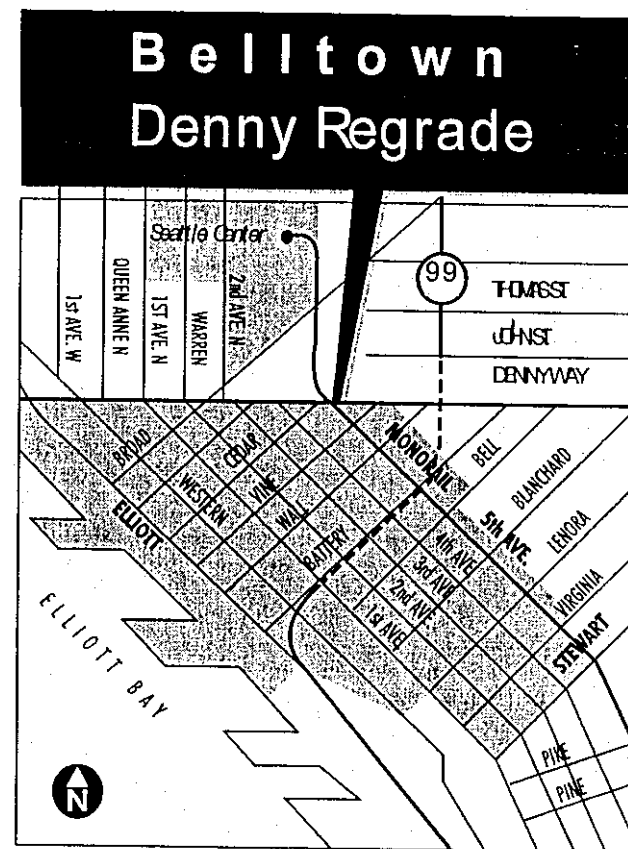 Belltown
Denny Regrade
Seattle Center
99
1st AVE. W
QUEEN ANNE N
1ST AVE. N
WARREN
2nd AVE. N
THOMAS ST
JOHN ST
DENNY WAY
BROAD
CEDAR
MONORAIL
BELL
BLANCHARD
WESTERN
VINE
WALL
ELLIOTT
BATTERY
5th AVE.
LENORA
4th AVE
3rd AVE
2nd AVE
1st AVE
VIRGINIA
STEWART
ELLIOTT BAY
PIKE
PINE
N